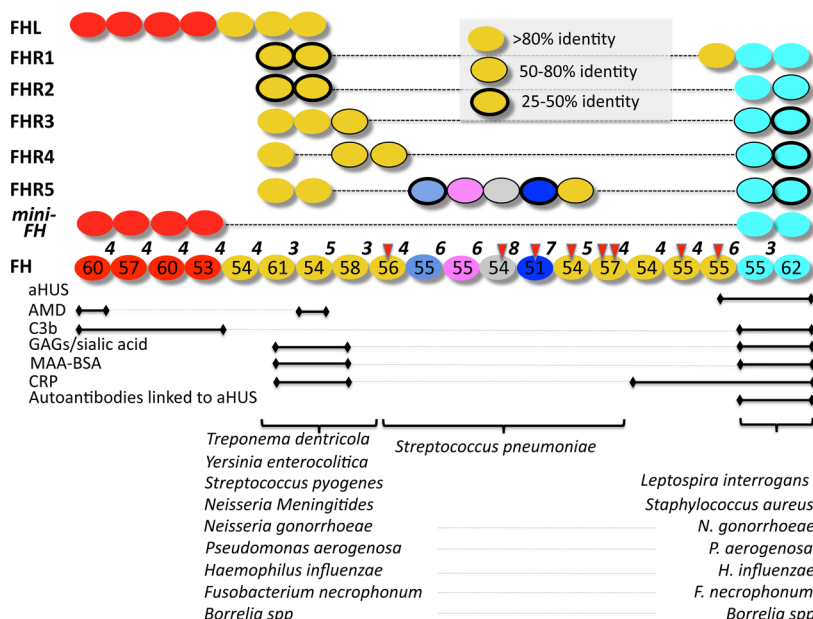 FHL
>80% identity
FHR1
50-80% identity
FHR2
25-50% identity
FHR3
FHR4
FHR5
mini-
FH
4 4 4 4 4 3 5 3 4 6 6 8 7 5 4 4 4 6 3
FH 60 57 60 53 54 61 54 58 56 55 55 54 51 54 57 54 55 55 55 62
aHUS
AMD
C3b
GAGs/sialic acid
MAA-BSA
CRP
Autoantibodies linked to aHUS
Treponema dentricola
Streptococcus pneumoniae
Yersinia enterocolitica
Streptococcus pyogenes
Leptospira interrogans
Neisseria Meningitides
Staphylococcus aureus
Neisseria gonorrhoeae
N. gonorrhoeae
Pseudomonas aerogenosa
P. aerogenosa
Haemophilus influenzae
H. influenzae
Fusobacterium necrophonum
F. necrophonum
Borrelia spp
Borrelia spp